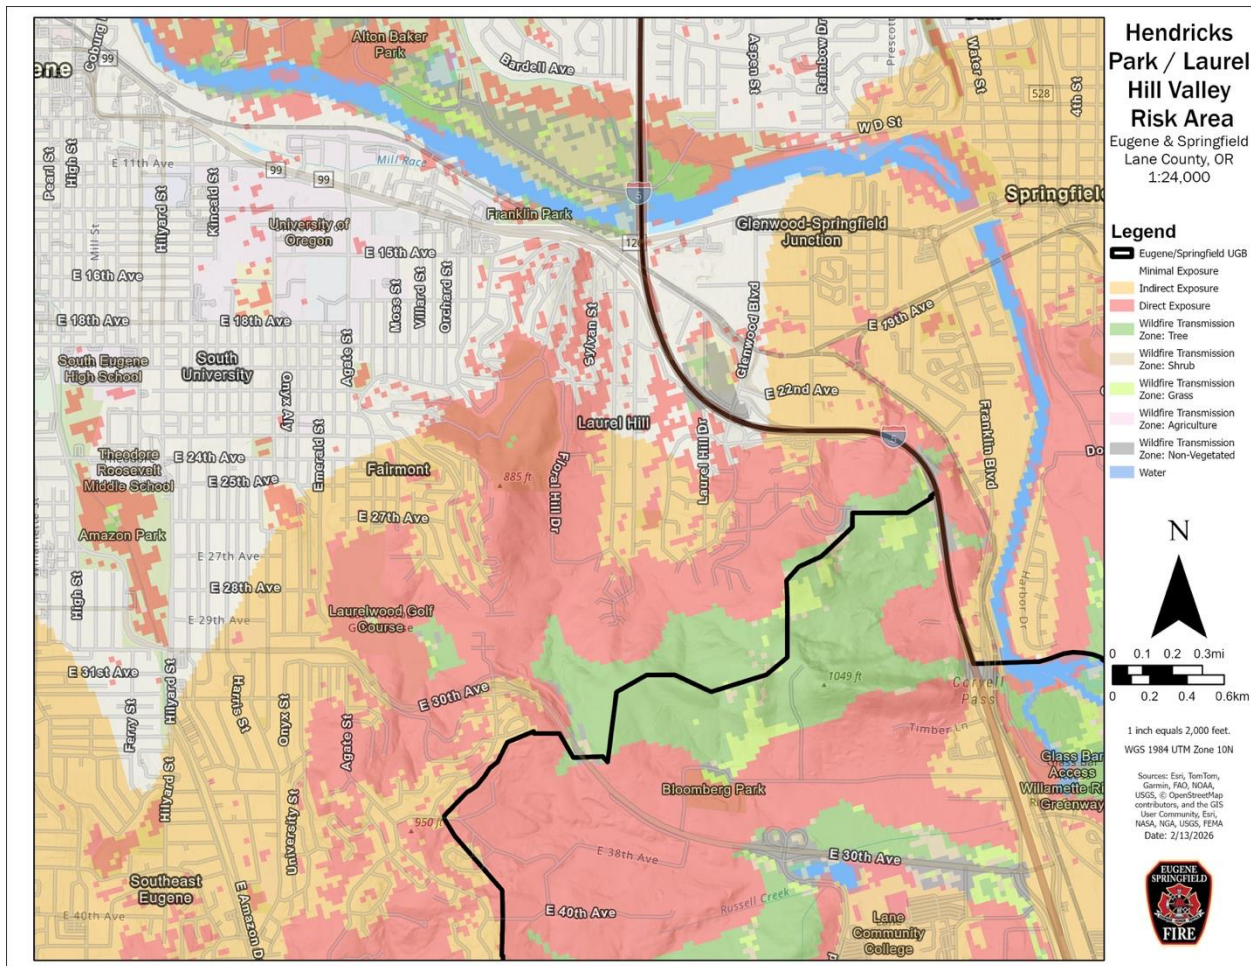 Hendricks
Park / Laurel
Hill Valley
Risk Area
Eugene & Springfield
Lane County, OR
1:24,000
Legend
Eugene/Springfield UGB
Minimal Exposure
Indirect Exposure
Direct Exposure
Wildfire Transmission
Zone: Tree
Wildfire Transmission
Zone: Shrub
Wildfire Transmission
Zone: Grass
Wildfire Transmission
Zone: Agriculture
Wildfire Transmission
Zone: Non-Vegetated
Water
N
0 0.1 0.2 0.3mi
0 0.2 0.4 0.6km
1 inch equals 2,000 feet.
WGS 1984 UTM Zone 10N
Sources: Esri, TomTom,
Garmin, FAO, NOAA,
USGS, © OpenStreetMap
contributors, and the GIS
User Community, Esri,
NASA, NGA, USGS, FEMA
Date: 2/13/2026
EUGENE
SPRINGFIELD
FIRE
Alton Baker
Park
Bardell Ave
Aspen St
Rainbow Dr
Prescott
Water St
528
4th St
W D St
99
Pearl St
High St
E 11th Ave
Mill Race
99
99
5
Springfield
Mill St
Hilyard St
Kincaid St
University of
Oregon
Franklin Park
Glenwood-Springfield
Junction
E 15th Ave
E 16th Ave
Moss St
Villard St
Orchard St
E 18th Ave
E 18th Ave
Agate St
Sylvan St
Glenwood Blvd
E 19th Ave
South Eugene
High School
South
University
Onyx Aly
E 22nd Ave
Franklin Blvd
Laurel Hill
Laurel Hill Dr
5
Theodore
Roosevelt
Middle School
E 24th Ave
E 25th Ave
Emerald St
Fairmont
885 ft
Floral Hill Dr
Amazon Park
E 27th Ave
E 27th Ave
High St
E 28th Ave
E 29th Ave
Laurelwood Golf
Course
Harbor Dr
E 31st Ave
Hilyard St
E 30th Ave
1049 ft
Coryell
Pass
Ferry St
Harris St
Onyx St
Agate St
Timber Ln
Glass Bar
Access
Willamette Ri
Greenway
Bloomberg Park
Hilyard St
University St
950 ft
E 38th Ave
E 30th Ave
Southeast
Eugene
E 40th Ave
E Amazon D
E 40th Ave
Russell Creek
Lane
Community
College